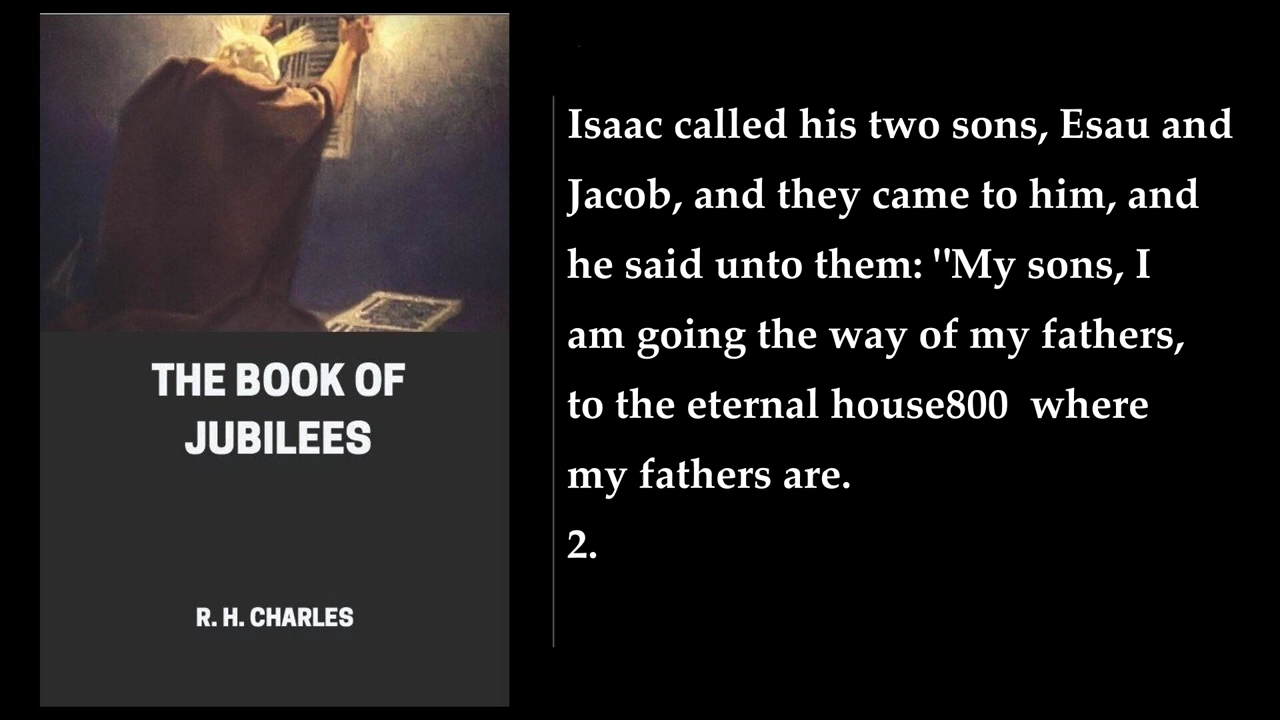 THE BOOK OF
JUBILEES
R. H. CHARLES
Isaac called his two sons, Esau and
Jacob, and they came to him, and
he said unto them: "My sons, I
am going the way of my fathers,
to the eternal house800  where
my fathers are.
2.